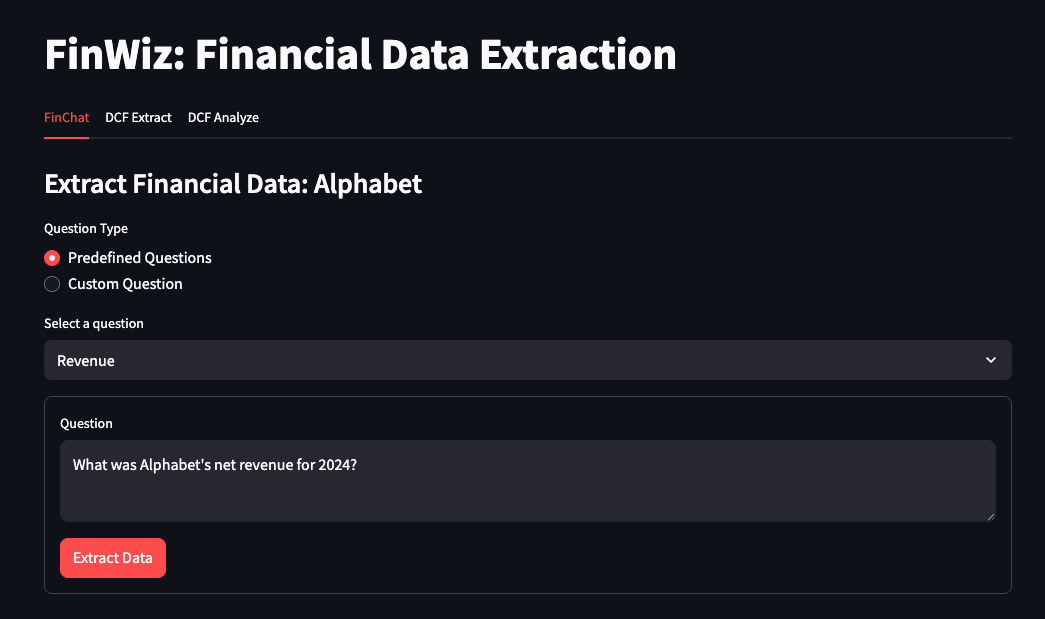 FinWiz: Financial Data Extraction
FinChat DCF Extract DCF Analyze
Extract Financial Data: Alphabet
Question Type
Predefined Questions
Custom Question
Select a question
Revenue
Question
What was Alphabet's net revenue for 2024?
Extract Data